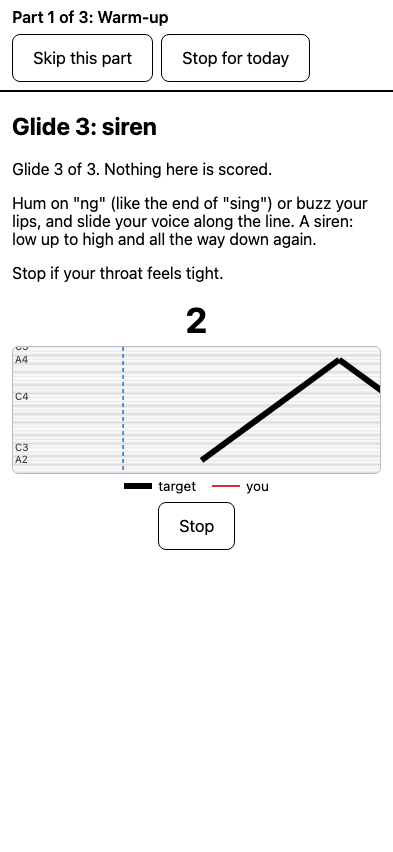 Part 1 of 3: Warm-up
Skip this part
Stop for today
Glide 3: siren
Glide 3 of 3. Nothing here is scored.
Hum on "ng" (like the end of "sing") or buzz your
lips, and slide your voice along the line. A siren:
low up to high and all the way down again.
Stop if your throat feels tight.
2
A4
C4
C3
A2
target
you
Stop